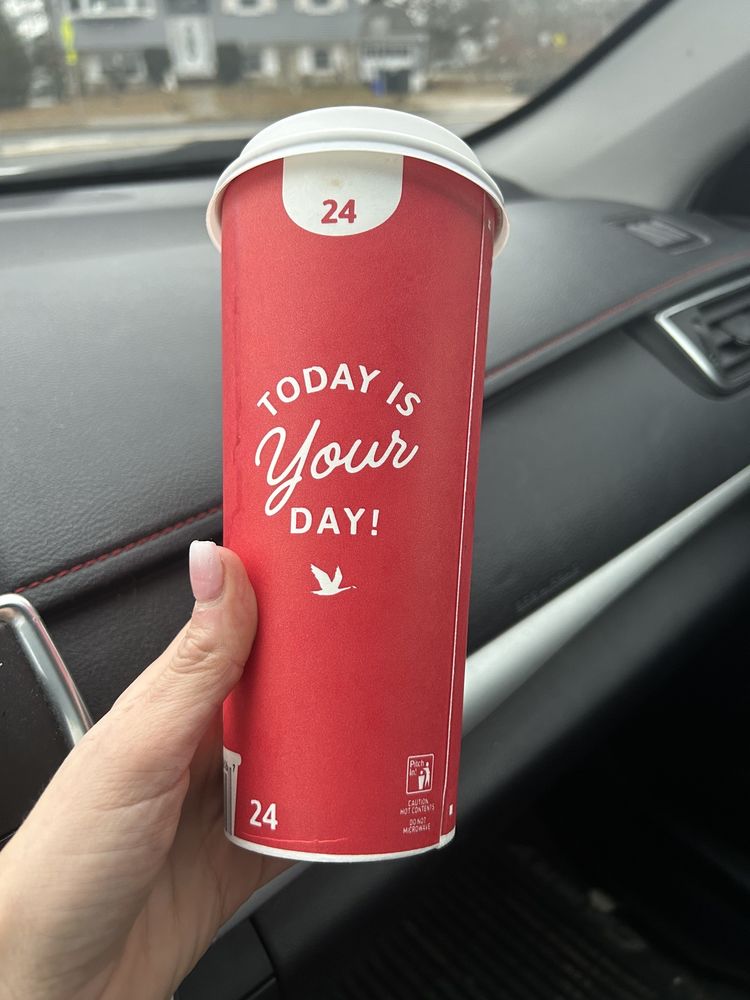 24
TODAY IS
Your
DAY!
Pitch
In!
CAUTION
HOT CONTENTS
DO NOT
MICROWAVE
24